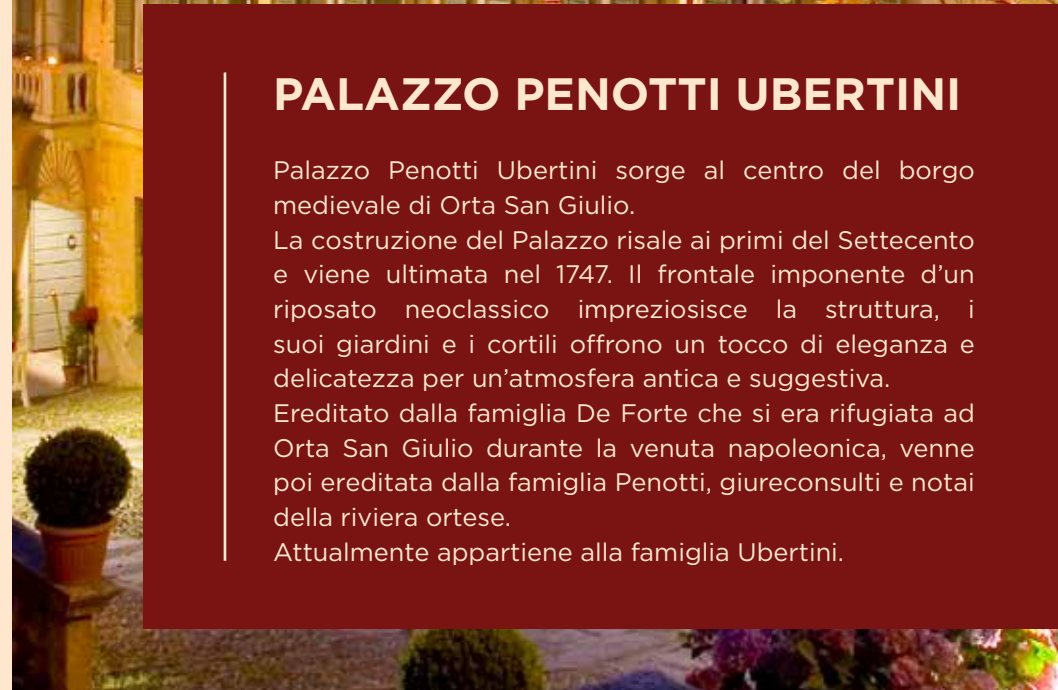 PALAZZO PENOTTI UBERTINI
Palazzo Penotti Ubertini sorge al centro del borgo
medievale di Orta San Giulio.
La costruzione del Palazzo risale ai primi del Settecento
e viene ultimata nel 1747. Il frontale imponente d’un
riposato neoclassico impreziosisce la struttura, i
suoi giardini e i cortili offrono un tocco di eleganza e
delicatezza per un’atmosfera antica e suggestiva.
Ereditato dalla famiglia De Forte che si era rifugiata ad
Orta San Giulio durante la venuta napoleonica, venne
poi ereditata dalla famiglia Penotti, giureconsulti e notai
della riviera ortese.
Attualmente appartiene alla famiglia Ubertini.